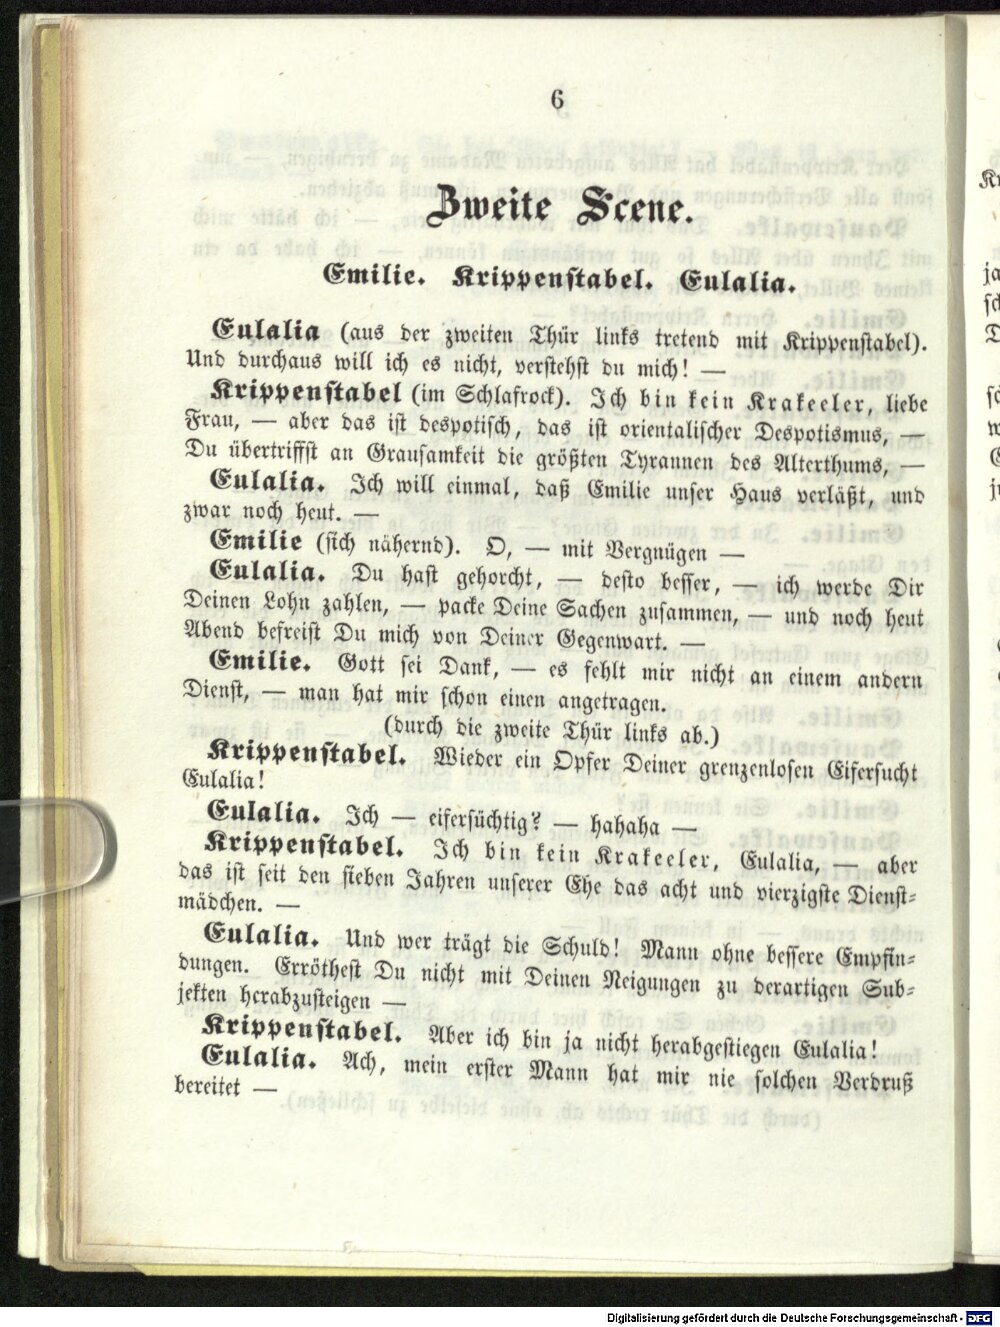 6
Zweite Scene.
Emilie. Krippenstabel. Eulalia.
Eulalia (aus der zweiten Thür links tretend mit Krippenstabel).
Und durchaus will ich es nicht, verstehst du mich! —
Krippenstabel (im Schlafrock). Ich bin kein Krakeeler, liebe
Frau, — aber das ist despotisch, das ist orientalischer Despotismus, —
Du übertriffst an Grausamkeit die größten Tyrannen des Alterthums, —
Eulalia. Ich will einmal, daß Emilie unser Haus verläßt, und
zwar noch heut. —
Emilie (sich nähernd). O, — mit Vergnügen —
Eulalia. Du hast gehorcht, — desto besser, — ich werde Dir
Deinen Lohn zahlen, — packe Deine Sachen zusammen, — und noch heut
Abend befreist Du mich von Deiner Gegenwart. —
Emilie. Gott sei Dank, — es fehlt mir nicht an einem andern
Dienst, — man hat mir schon einen angetragen.
(durch die zweite Thür links ab.)
Krippenstabel. Wieder ein Opfer Deiner grenzenlosen Eifersucht
Eulalia!
Eulalia. Ich — eifersüchtig? — hahaha —
Krippenstabel. Ich bin kein Krakeeler, Eulalia, — aber
das ist seit den sieben Jahren unserer Ehe das acht und vierzigste Dienst-
mädchen. —
Eulalia. Und wer trägt die Schuld! Mann ohne bessere Empfin-
dungen. Erröthest Du nicht mit Deinen Neigungen zu derartigen Sub-
jekten herabzusteigen —
Krippenstabel. Aber ich bin ja nicht herabgestiegen Eulalia!
Eulalia. Ach, mein erster Mann hat mir nie solchen Verdruß
bereitet —
Digitalisierung gefördert durch die Deutsche Forschungsgemeinschaft - DFG